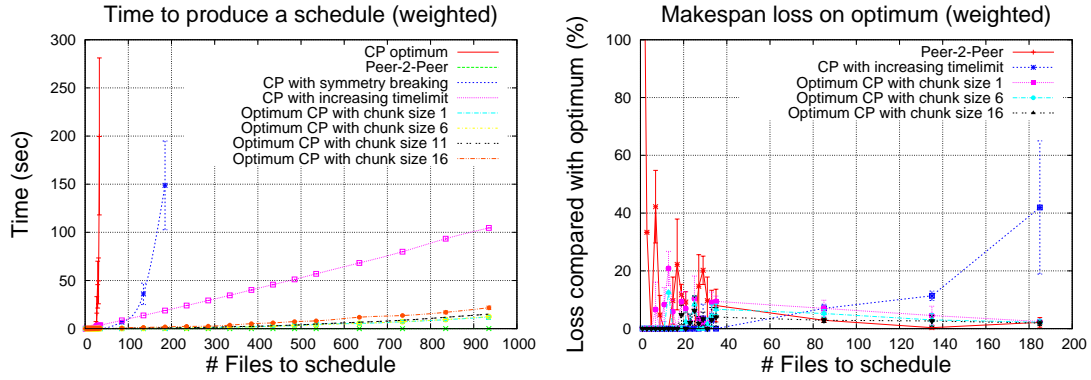 Time to produce a schedule (weighted)
300
250
200
150
100
50
0
0 100 200 300 400 500 600 700 800 900 1000
Time (sec)
# Files to schedule
CP optimum
Peer-2-Peer
CP with symmetry breaking
CP with increasing timelimit
Optimum CP with chunk size 1
Optimum CP with chunk size 6
Optimum CP with chunk size 11
Optimum CP with chunk size 16
Makespan loss on optimum (weighted)
100
80
60
40
20
0
0 20 40 60 80 100 120 140 160 180 200
Loss compared with optimum (%)
# Files to schedule
Peer-2-Peer
CP with increasing timelimit
Optimum CP with chunk size 1
Optimum CP with chunk size 6
Optimum CP with chunk size 16